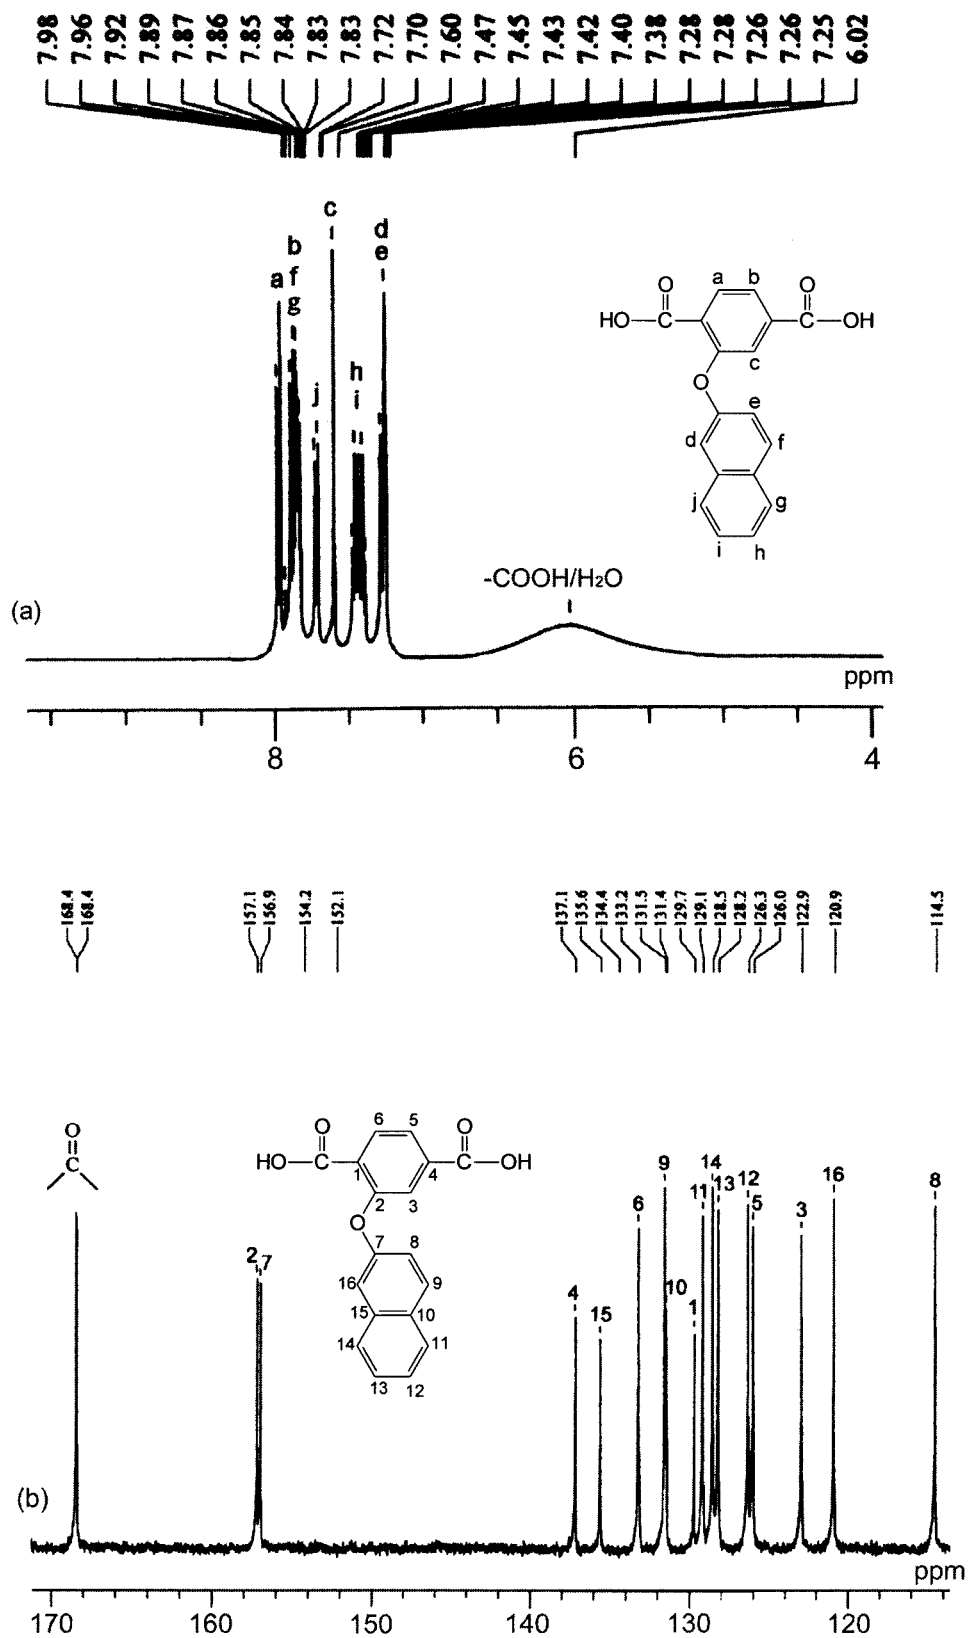 7.98 7.96 7.92 7.89 7.87 7.86 7.85 7.84 7.83 7.83 7.72 7.70 7.60 7.47 7.45 7.43 7.42 7.40 7.38 7.28 7.28 7.26 7.26 7.25 6.02
c
b d
a f e
g
h
j i
O a b O
HO C C OH
O c
e
d f
j g
i h
-COOH/H2O
(a)
ppm
8 6 4
168.4 168.4 157.1 156.9 154.2 152.1 137.1 135.6 134.4 133.2 131.5 131.4 129.7 129.1 128.5 128.2 126.3 126.0 122.9 120.9 114.5
O
C
O 6 5 O
HO C 1 4 C OH
2 3
O
7 8
16 9
15 10
14 11
13 12
2 7 4 15 6 9 10 1 11 14 13 12 5 3 16 8
(b)
ppm
170 160 150 140 130 120